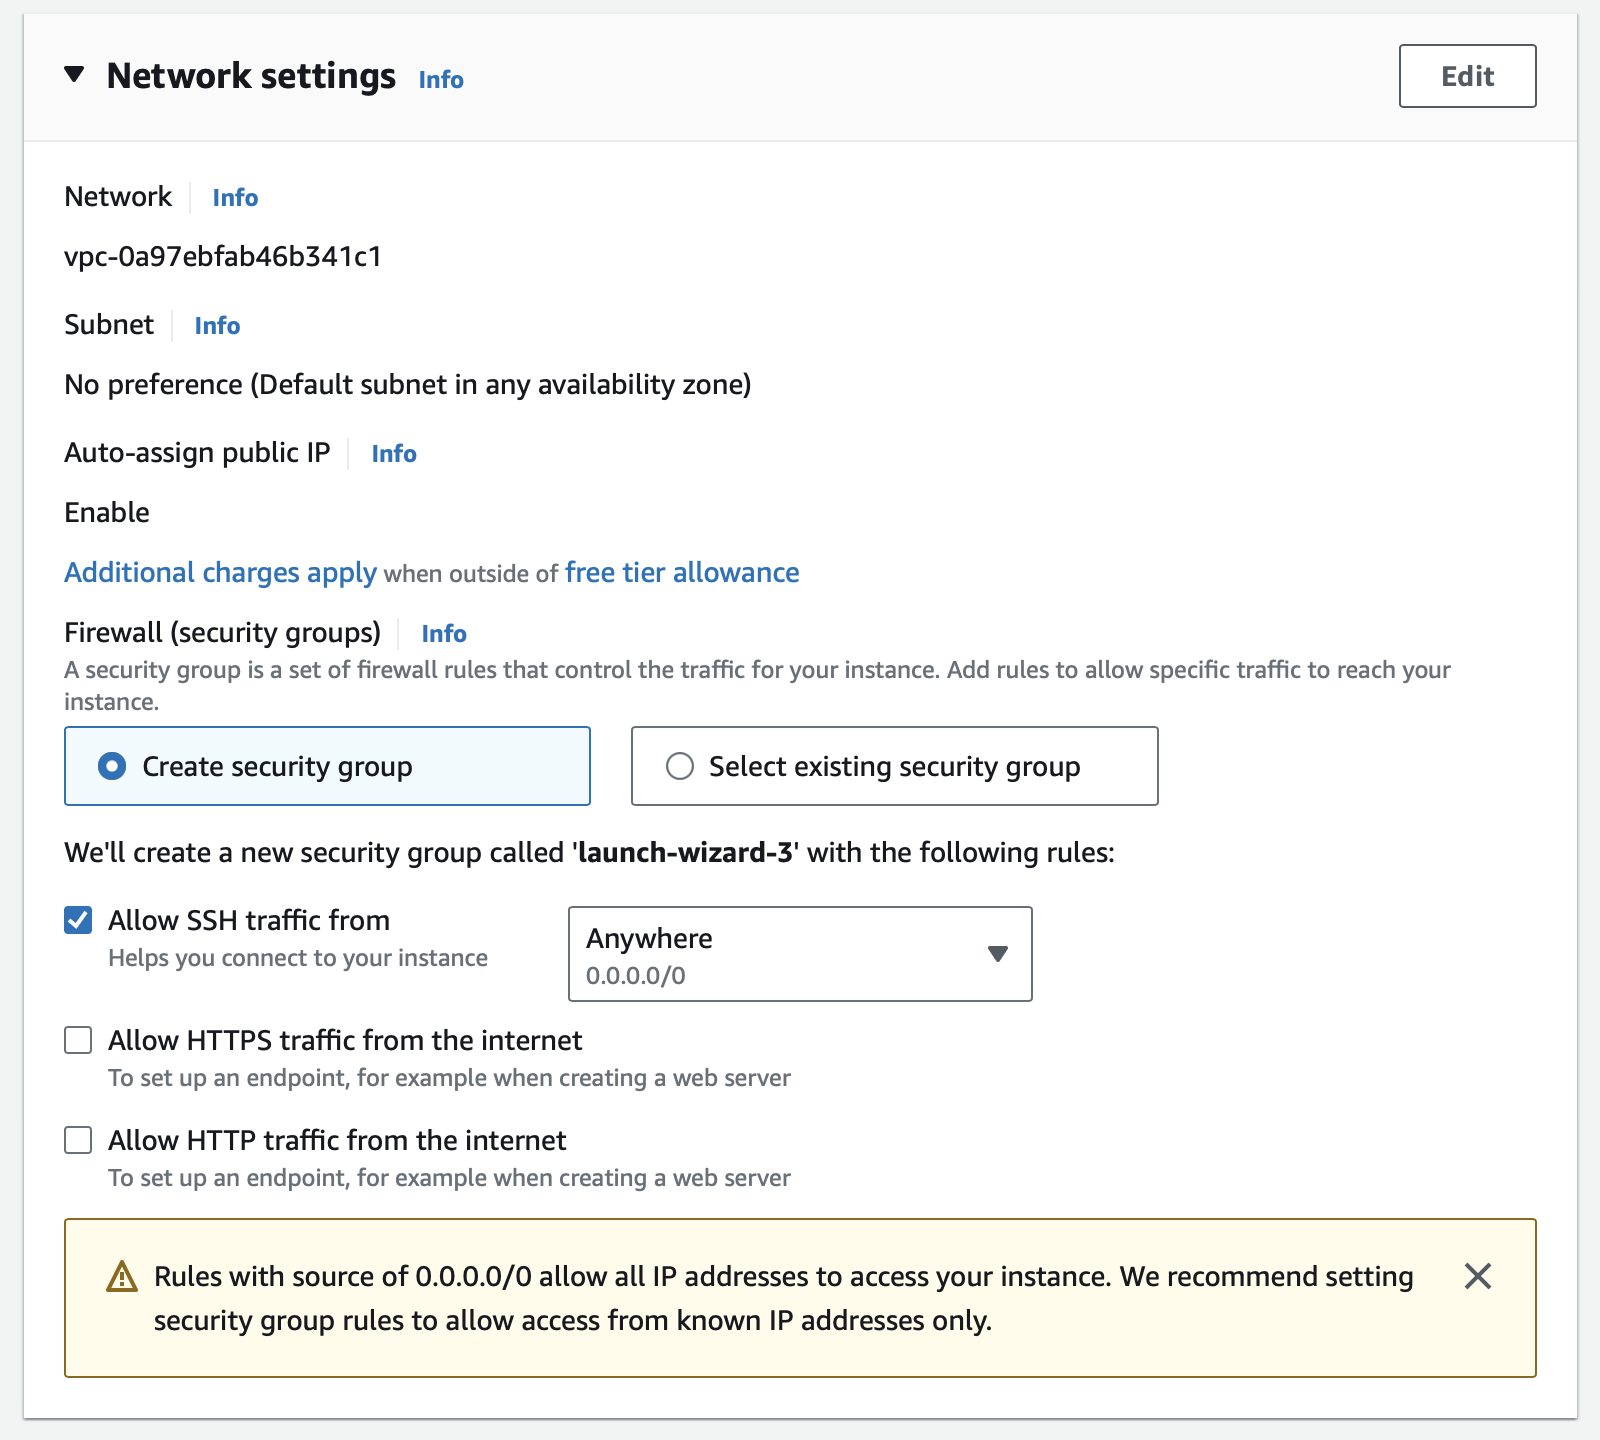 Network settings Info
Edit
Network Info
vpc-0a97ebfab46b341c1
Subnet Info
No preference (Default subnet in any availability zone)
Auto-assign public IP Info
Enable
Additional charges apply when outside of free tier allowance
Firewall (security groups) Info
A security group is a set of firewall rules that control the traffic for your instance. Add rules to allow specific traffic to reach your
instance.
Create security group
Select existing security group
We'll create a new security group called 'launch-wizard-3' with the following rules:
Allow SSH traffic from
Helps you connect to your instance
Anywhere
0.0.0.0/0
Allow HTTPS traffic from the internet
To set up an endpoint, for example when creating a web server
Allow HTTP traffic from the internet
To set up an endpoint, for example when creating a web server
Rules with source of 0.0.0.0/0 allow all IP addresses to access your instance. We recommend setting
security group rules to allow access from known IP addresses only.